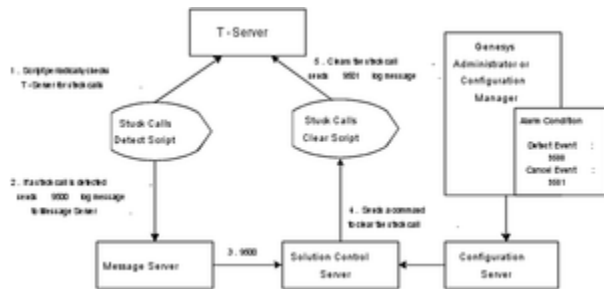 T-Server
1. Script periodically checks
T-Server for stuck calls
5. Clears the stuck call
sends 9501 log message
Genesys
Administrator or
Configuration
Manager
Stuck Calls
Detect Script
Stuck Calls
Clear Script
Alarm Condition
Detect Event :
9500
Cancel Event :
9501
2. If a stuck call is detected
sends 9500 log message
to Message Server
4. Sends a command
to clear the stuck call
3. 9500
Message Server
Solution Control
Server
Configuration
Server